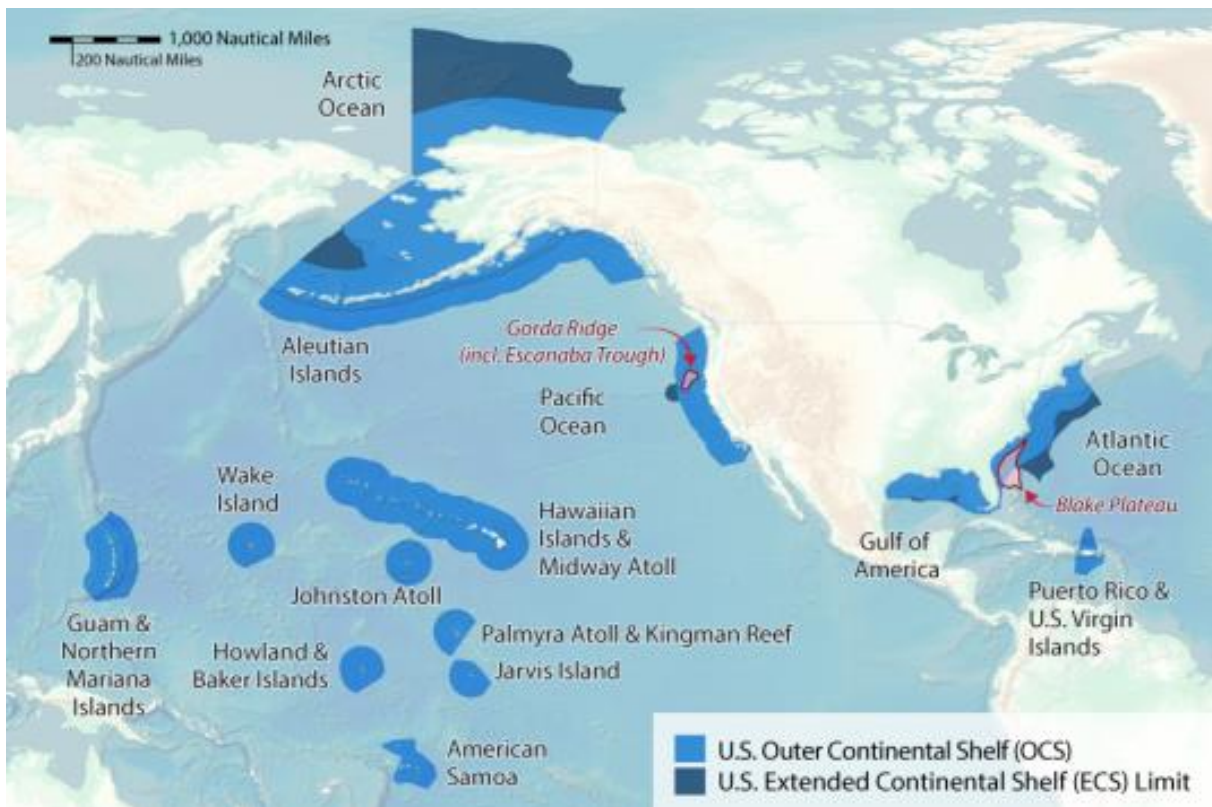 1,000 Nautical Miles
200 Nautical Miles
Arctic
Ocean
Aleutian
Islands
Gorda Ridge
(incl. Escanaba Trough)
Pacific
Ocean
Atlantic
Ocean
Blake Plateau
Wake
Island
Hawaiian
Islands &
Midway Atoll
Gulf of
America
Johnston Atoll
Puerto Rico &
U.S. Virgin
Islands
Guam &
Northern
Mariana
Islands
Palmyra Atoll & Kingman Reef
Howland &
Baker Islands
Jarvis Island
American
Samoa
U.S. Outer Continental Shelf (OCS)
U.S. Extended Continental Shelf (ECS) Limit